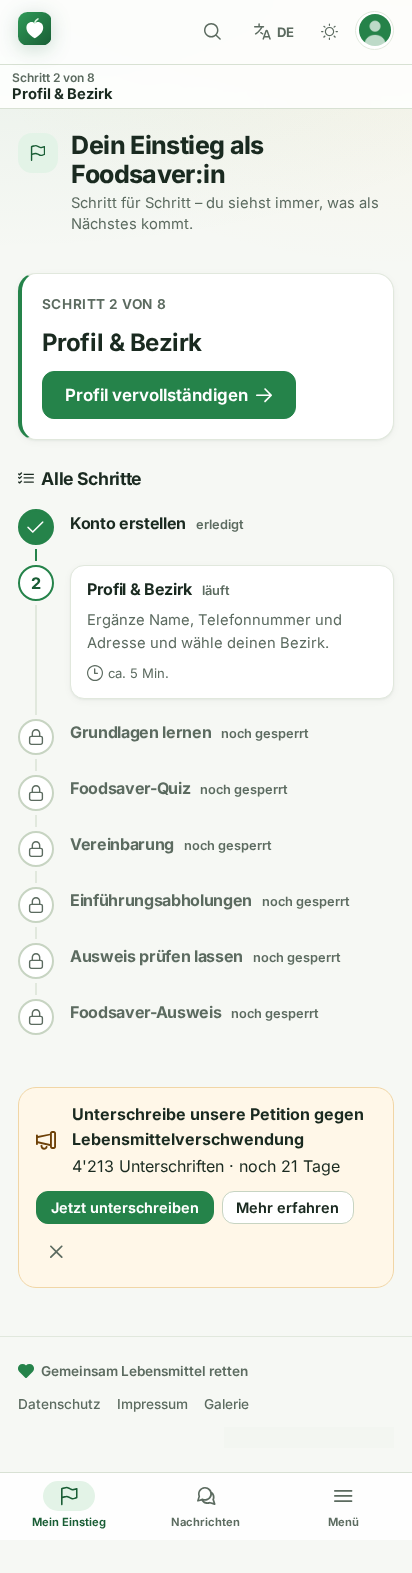 DE
Schritt 2 von 8
Profil & Bezirk
Dein Einstieg als
Foodsaver:in
Schritt für Schritt – du siehst immer, was als
Nächstes kommt.
SCHRITT 2 VON 8
Profil & Bezirk
Profil vervollständigen
Alle Schritte
Konto erstellen erledigt
2
Profil & Bezirk läuft
Ergänze Name, Telefonnummer und
Adresse und wähle deinen Bezirk.
ca. 5 Min.
Grundlagen lernen noch gesperrt
Foodsaver-Quiz noch gesperrt
Vereinbarung noch gesperrt
Einführungsabholungen noch gesperrt
Ausweis prüfen lassen noch gesperrt
Foodsaver-Ausweis noch gesperrt
Unterschreibe unsere Petition gegen
Lebensmittelverschwendung
4'213 Unterschriften · noch 21 Tage
Jetzt unterschreiben Mehr erfahren
Gemeinsam Lebensmittel retten
Datenschutz Impressum Galerie
Mein Einstieg Nachrichten Menü